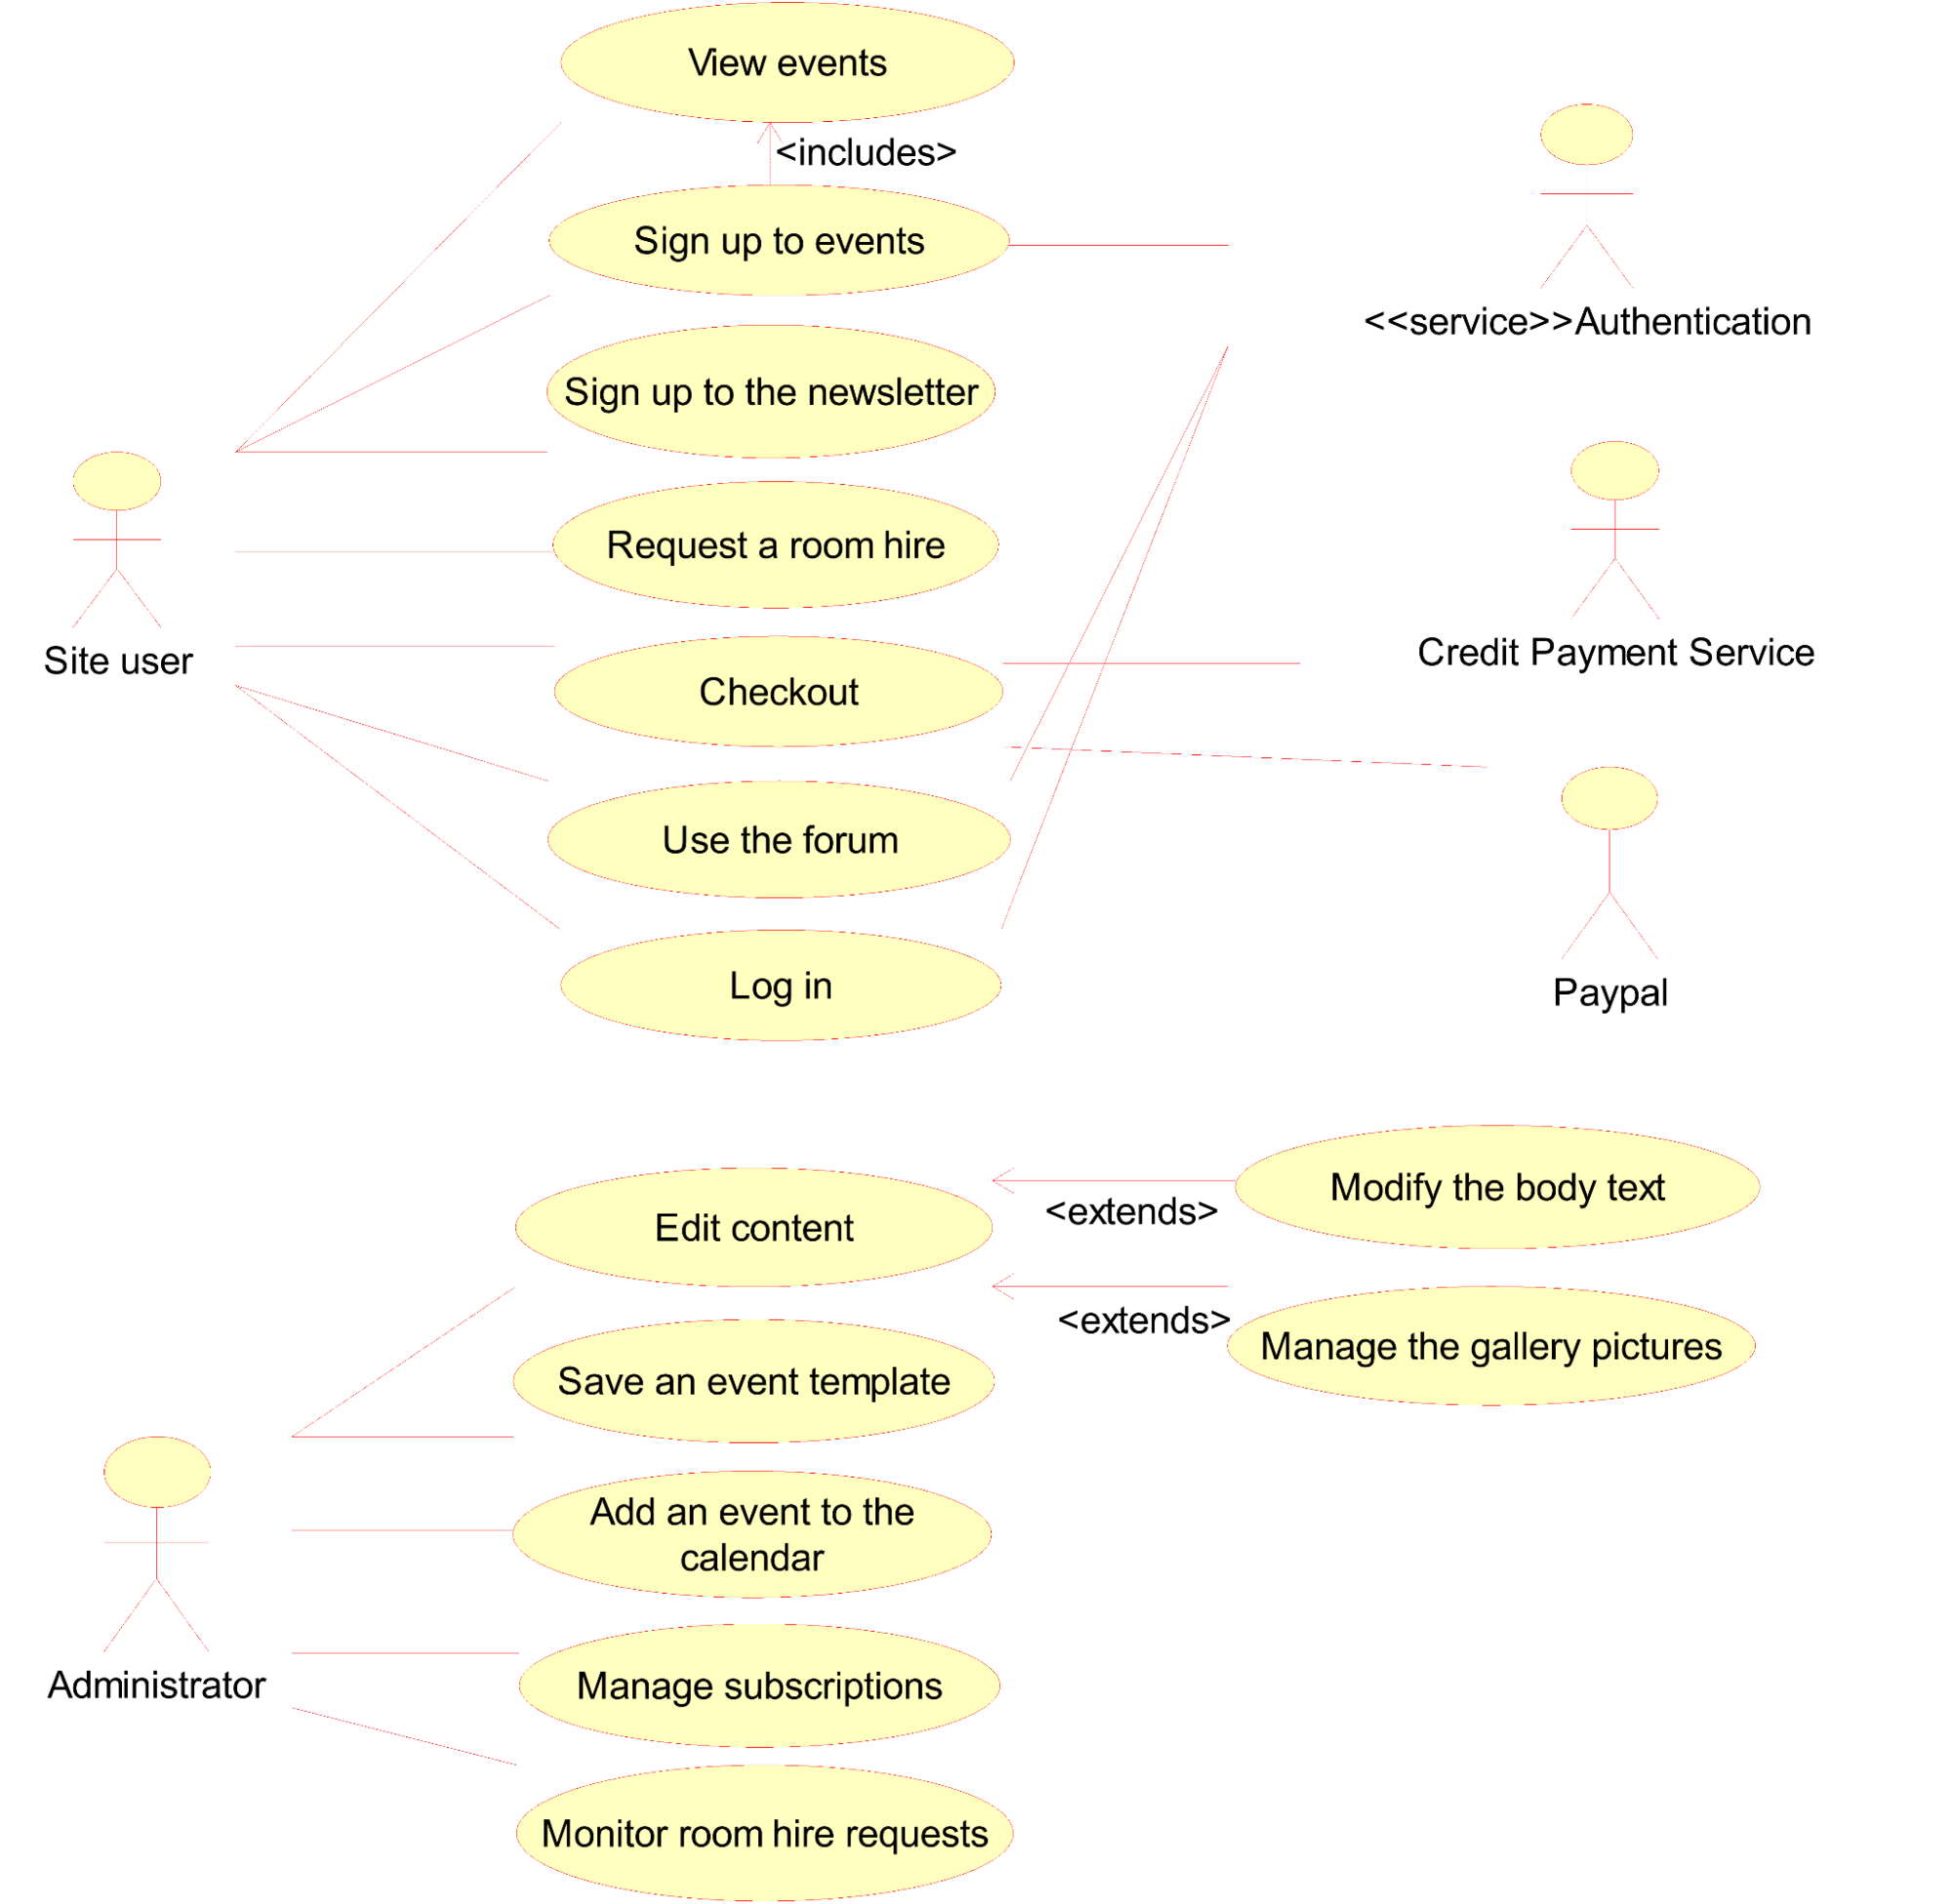 View events
<includes>
Sign up to events
<<service>>Authentication
Sign up to the newsletter
Request a room hire
Site user
Credit Payment Service
Checkout
Use the forum
Log in
Paypal
Modify the body text
<extends>
Edit content
<extends>
Manage the gallery pictures
Save an event template
Add an event to the
calendar
Administrator
Manage subscriptions
Monitor room hire requests